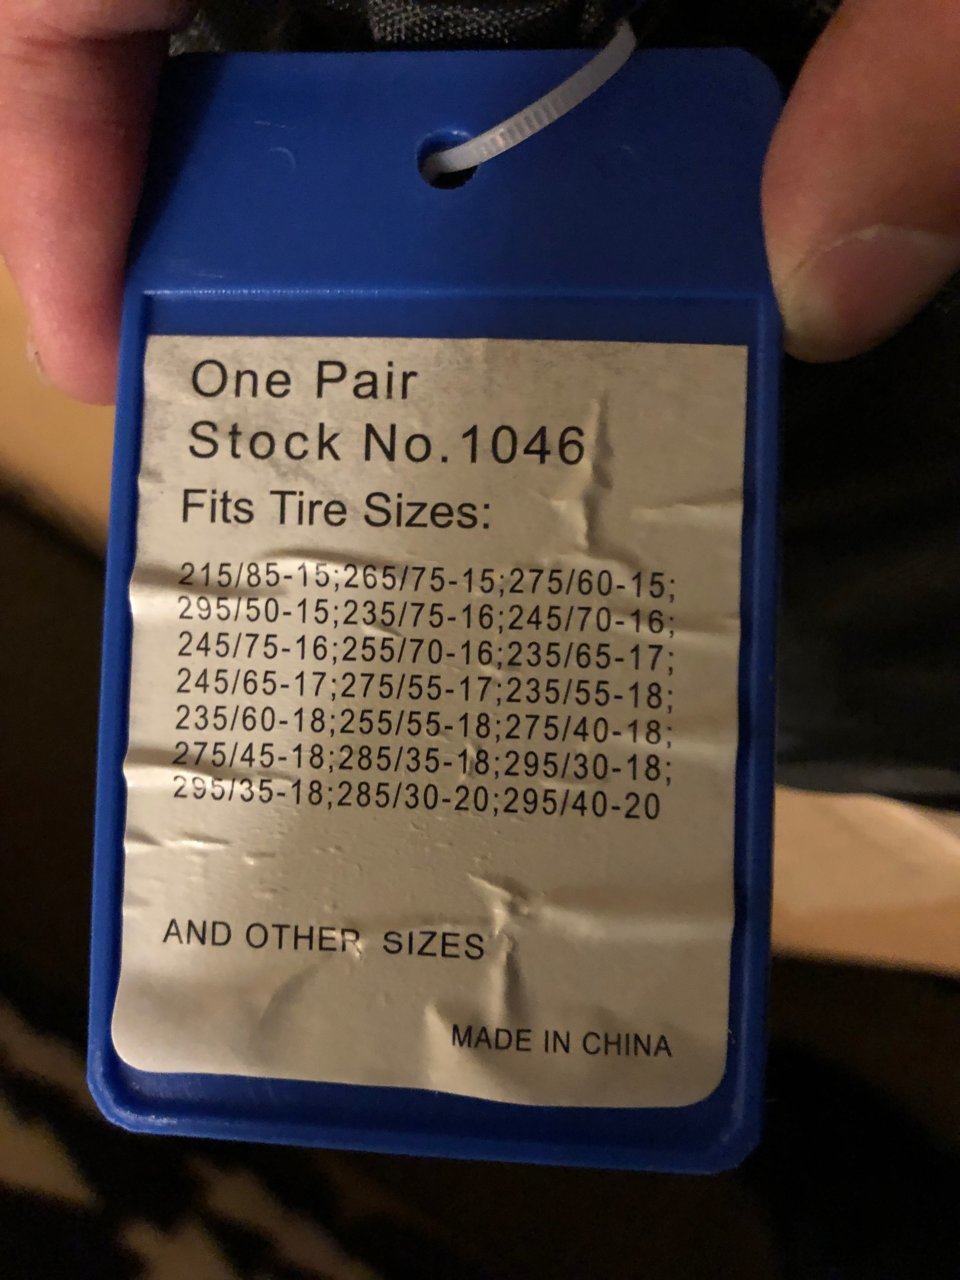 One Pair
Stock No.1046
Fits Tire Sizes:
215/85-15;265/75-15;275/60-15;
295/50-15;235/75-16;245/70-16;
245/75-16;255/70-16;235/65-17;
245/65-17;275/55-17;235/55-18;
235/60-18;255/55-18;275/40-18;
275/45-18;285/35-18;295/30-18;
295/35-18;285/30-20;295/40-20
AND OTHER SIZES
MADE IN CHINA